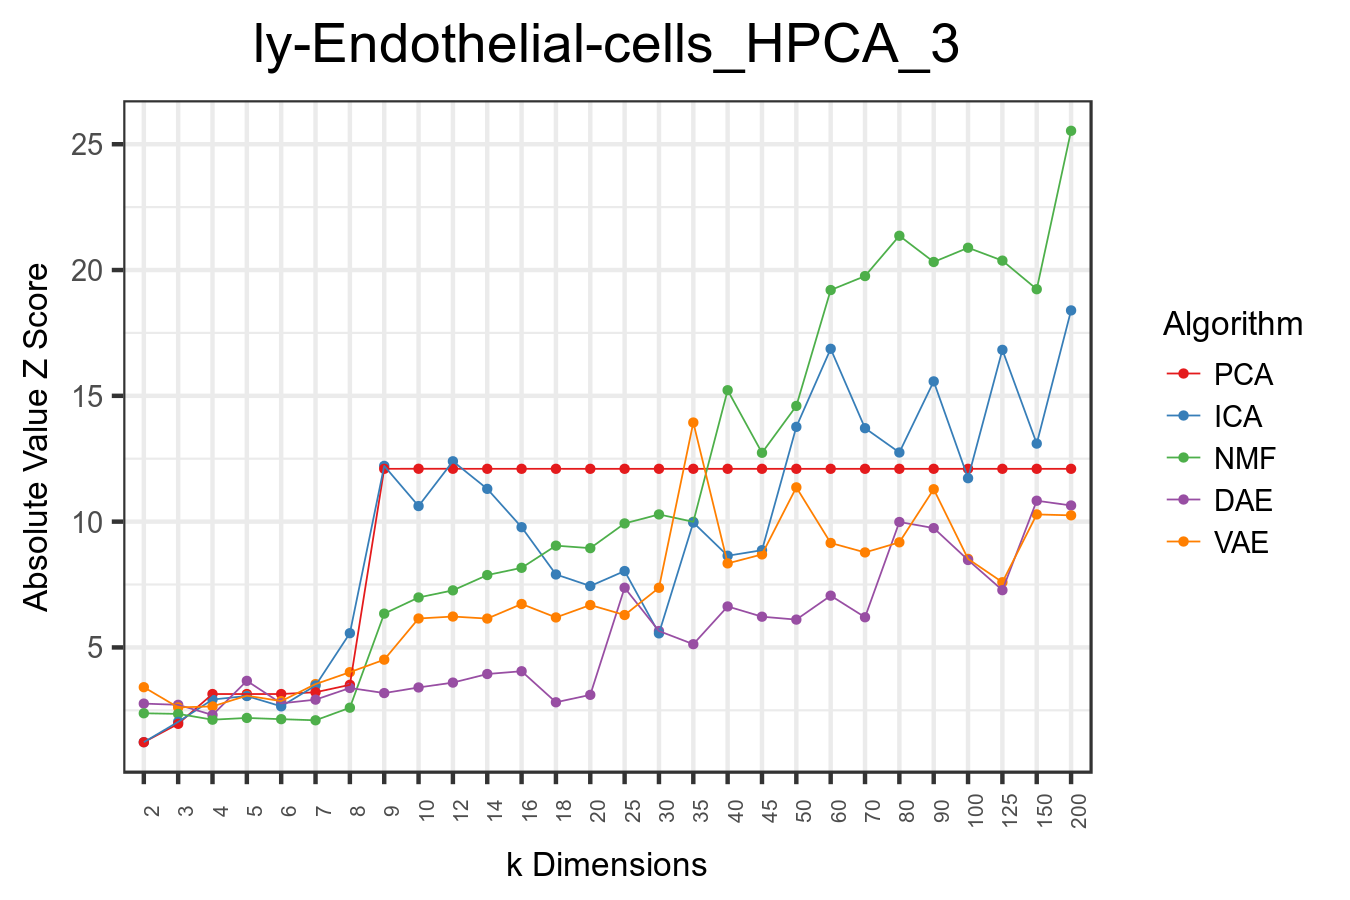 ly-Endothelial-cells_HPCA_3
Absolute Value Z Score
25
20
15
10
5
2 3 4 5 6 7 8 9 10 12 14 16 18 20 25 30 35 40 45 50 60 70 80 90 100 125 150 200
k Dimensions
Algorithm
PCA
ICA
NMF
DAE
VAE